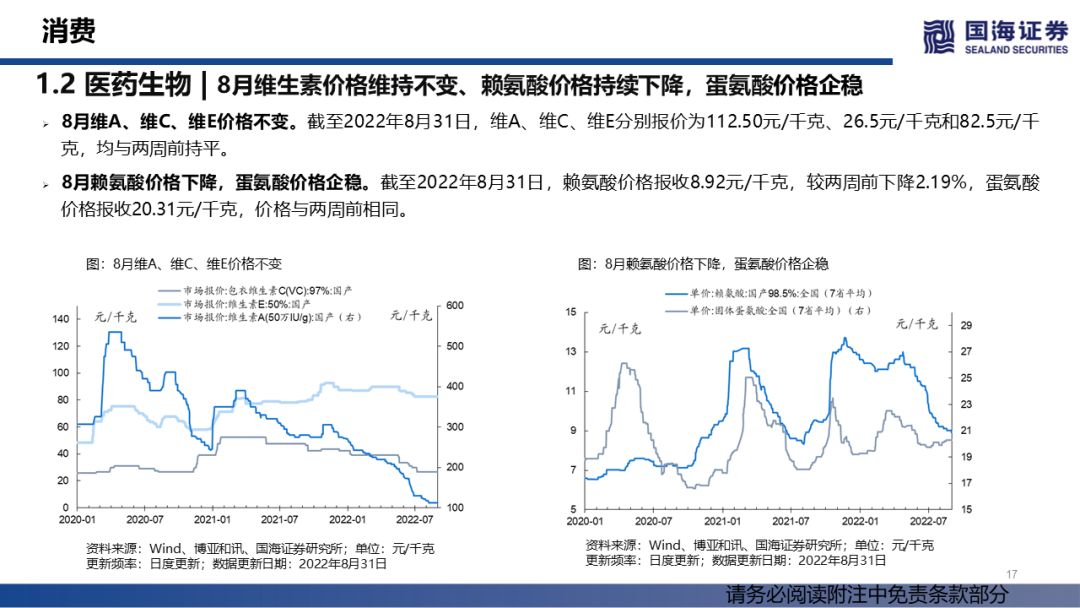 消费
国海证券
SEALAND SECURITIES
1.2 医药生物 | 8月维生素价格维持不变、赖氨酸价格持续下降，蛋氨酸价格企稳
➢ 8月维A、维C、维E价格不变。截至2022年8月31日，维A、维C、维E分别报价为112.50元/千克、26.5元/千克和82.5元/千
克，均与两周前持平。
➢ 8月赖氨酸价格下降，蛋氨酸价格企稳。截至2022年8月31日，赖氨酸价格报收8.92元/千克，较两周前下降2.19%，蛋氨酸
价格报收20.31元/千克，价格与两周前相同。
图：8月维A、维C、维E价格不变
市场报价:包衣维生素C(VC):97%:国产
市场报价:维生素E:50%:国产
市场报价:维生素A(50万IU/g):国产（右）
元/千克
元/千克
140
120
100
80
60
40
20
0
600
500
400
300
200
100
2020-01 2020-07 2021-01 2021-07 2022-01 2022-07
资料来源：Wind、博亚和讯、国海证券研究所；单位：元/千克
更新频率：日度更新；数据更新日期：2022年8月31日
图：8月赖氨酸价格下降，蛋氨酸价格企稳
单价:赖氨酸:国产98.5%:全国（7省平均）
单价:固体蛋氨酸:全国（7省平均）（右）
元/千克
元/千克
15
13
11
9
7
5
29
27
25
23
21
19
17
15
2020-01 2020-07 2021-01 2021-07 2022-01 2022-07
资料来源：Wind、博亚和讯、国海证券研究所；单位：元/千克
更新频率：日度更新；数据更新日期：2022年8月31日
17
请务必阅读附注中免责条款部分